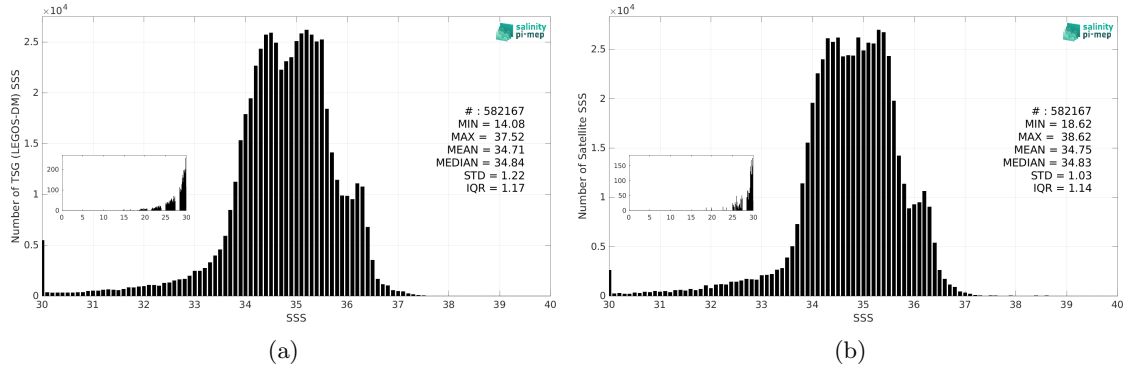 ×10^4
2.5
2
1.5
1
0.5
0
Number of TSG (LEGOS-DM) SSS
salinity
pi-mep
# : 582167
MIN = 14.08
MAX = 37.52
MEAN = 34.71
MEDIAN = 34.84
STD = 1.22
IQR = 1.17
200
100
0
0 5 10 15 20 25 30
30 31 32 33 34 35 36 37 38 39 40
SSS
(a)
×10^4
2.5
2
1.5
1
0.5
0
Number of Satellite SSS
salinity
pi-mep
# : 582167
MIN = 18.62
MAX = 38.62
MEAN = 34.75
MEDIAN = 34.83
STD = 1.03
IQR = 1.14
150
100
50
0
0 5 10 15 20 25 30
30 31 32 33 34 35 36 37 38 39 40
SSS
(b)